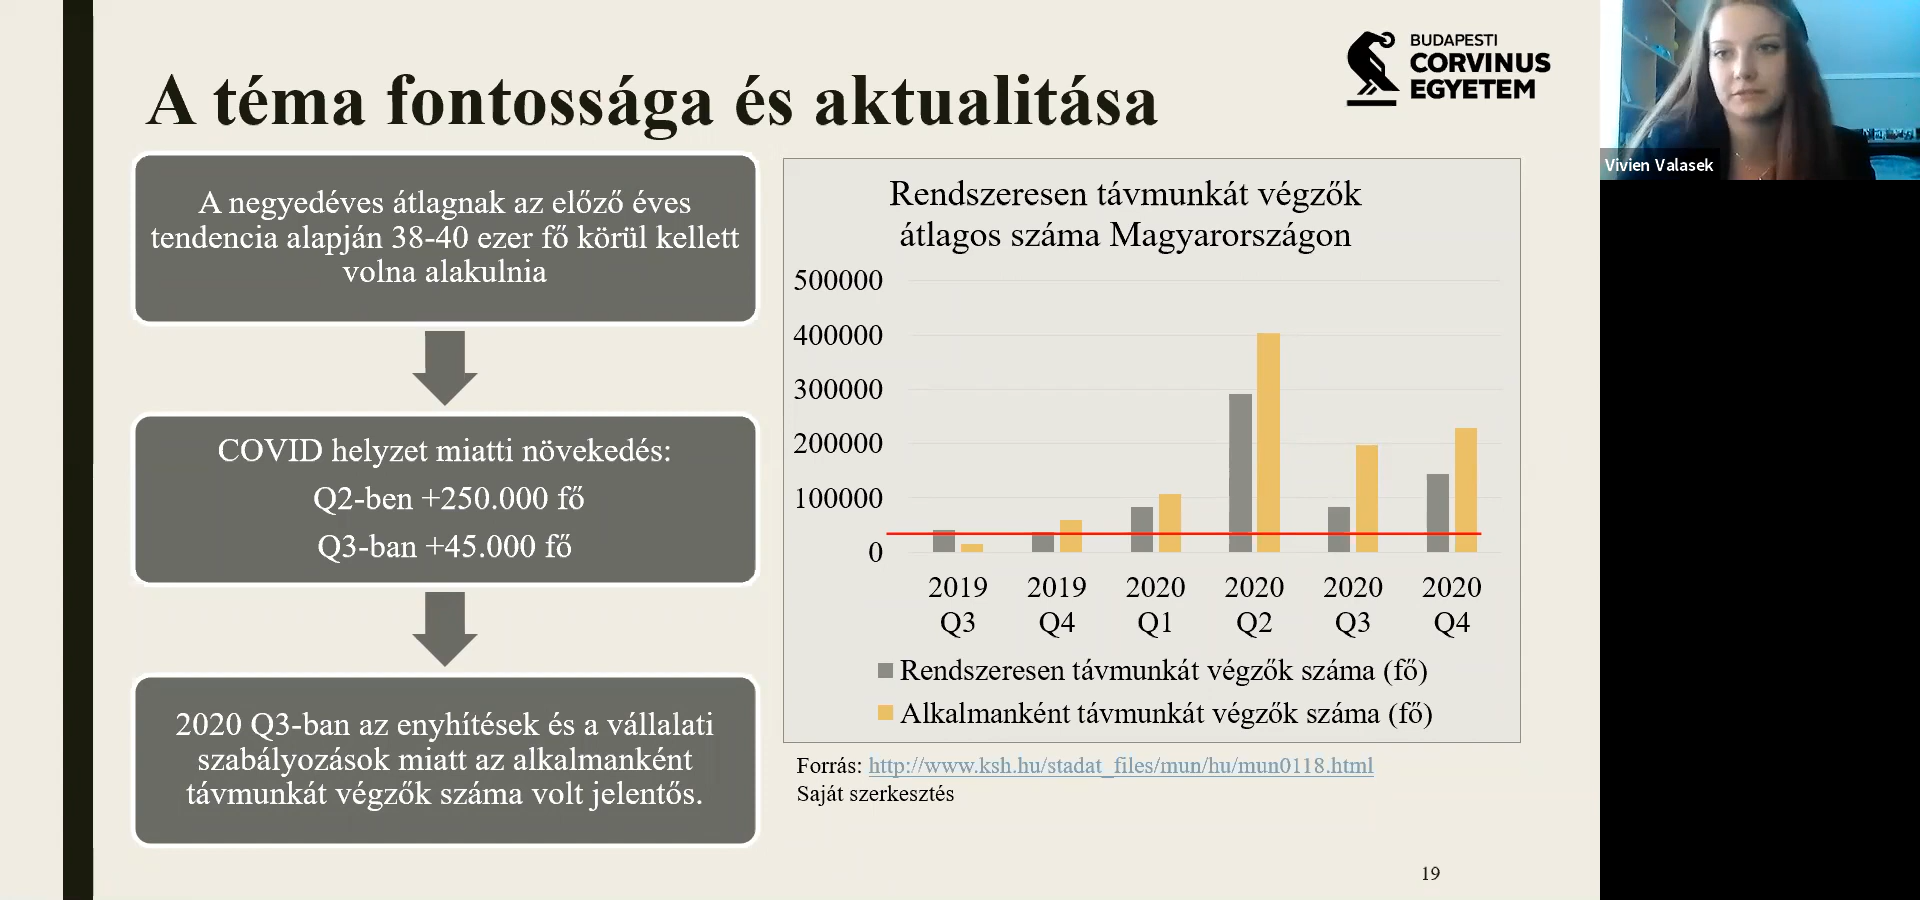 A téma fontossága és aktualitása
BUDAPESTI
CORVINUS
EGYETEM
Vivien Valasek
A negyedéves átlagnak az előző éves
tendencia alapján 38-40 ezer fő körül kellett
volna alakulnia
COVID helyzet miatti növekedés:
Q2-ben +250.000 fő
Q3-ban +45.000 fő
2020 Q3-ban az enyhítések és a vállalati
szabályozások miatt az alkalmanként
távmunkát végzők száma volt jelentős.
Rendszeresen távmunkát végzők
átlagos száma Magyarországon
500000
400000
300000
200000
100000
0
2019 2019 2020 2020 2020 2020
Q3 Q4 Q1 Q2 Q3 Q4
Rendszeresen távmunkát végzők száma (fő)
Alkalmanként távmunkát végzők száma (fő)
Forrás: http://www.ksh.hu/stadat_files/mun/hu/mun0118.html
Saját szerkesztés
19